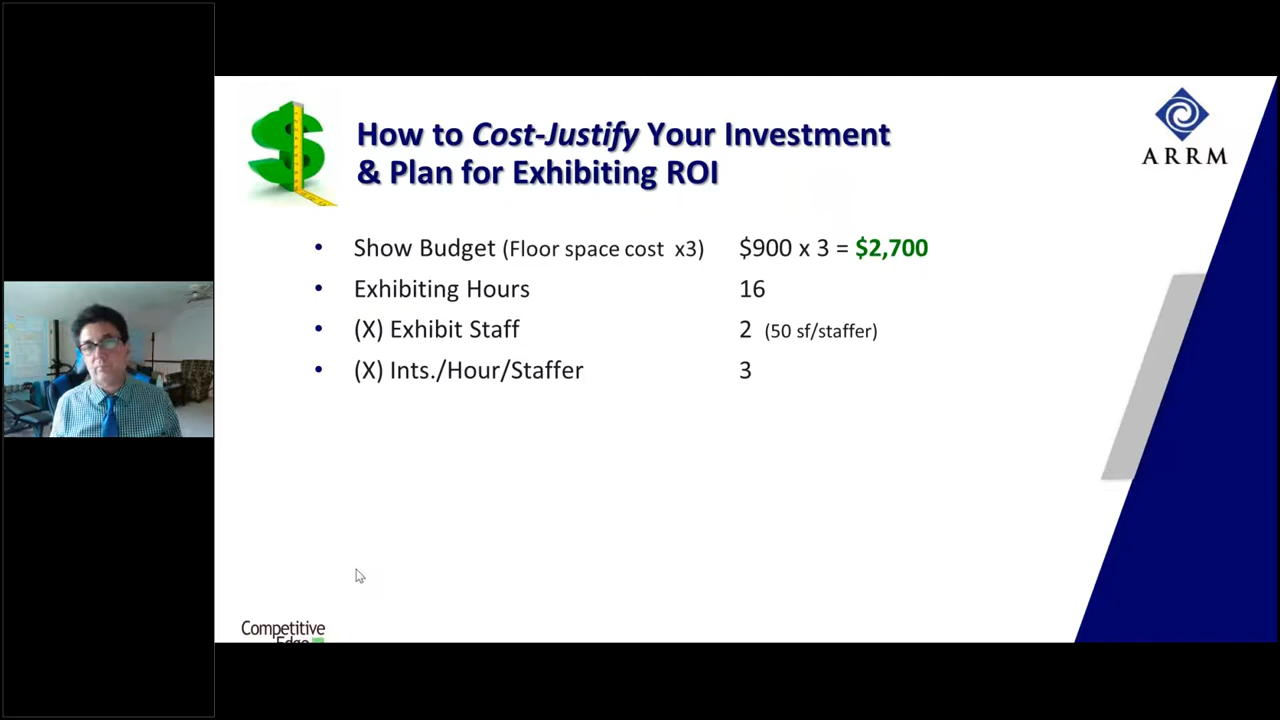 How to Cost-Justify Your Investment
& Plan for Exhibiting ROI
ARRM
• Show Budget (Floor space cost x3) $900 x 3 = $2,700
• Exhibiting Hours 16
• (X) Exhibit Staff 2 (50 sf/staffer)
• (X) Ints./Hour/Staffer 3
Competitive
Edge